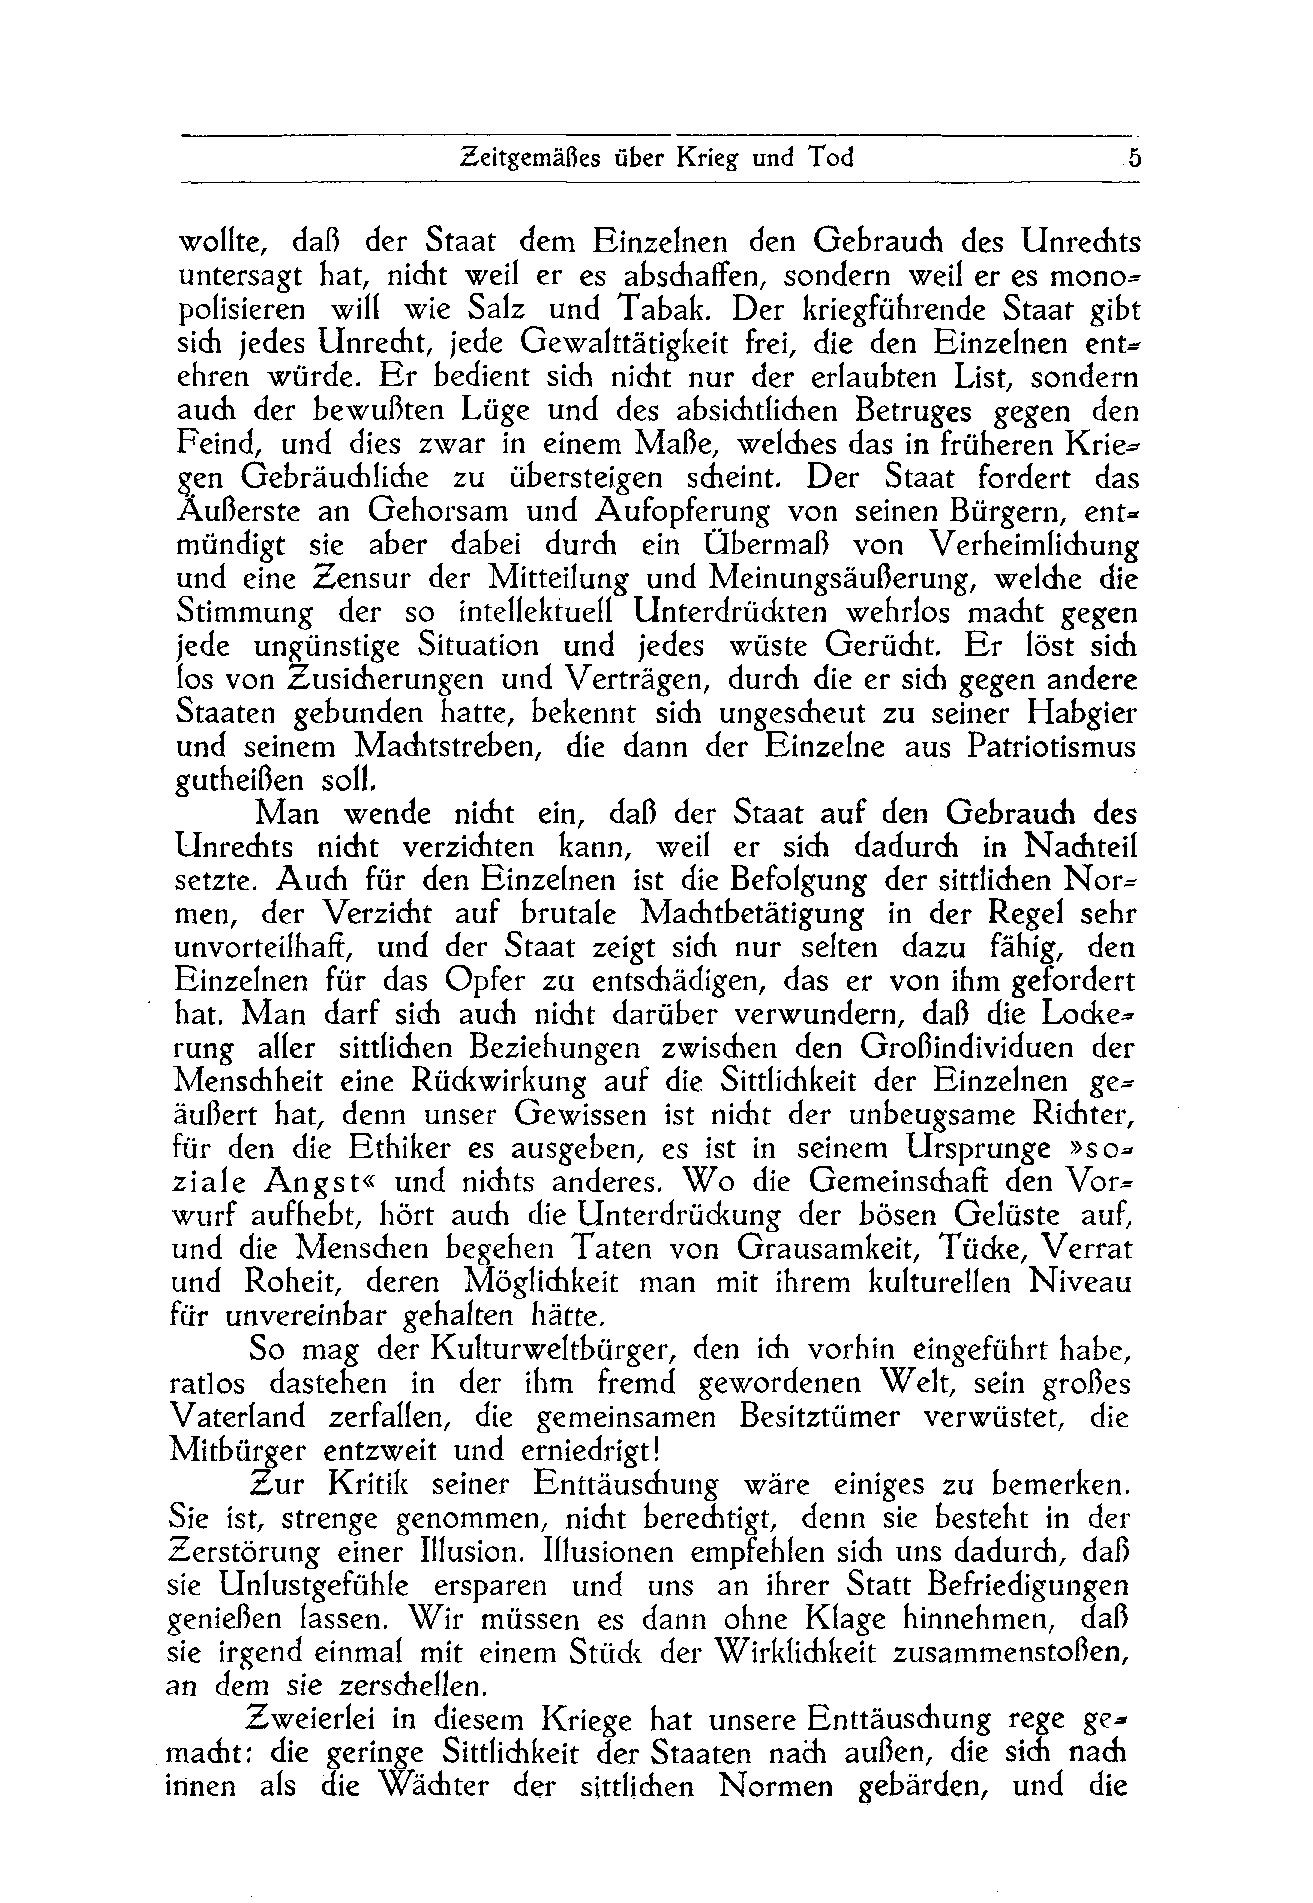 Zeitgemäßes über Krieg und Tod 5
wollte, daß der Staat dem Einzelnen den Gebrauch des Unrechts
untersagt hat, nicht weil er es abschaffen, sondern weil er es mono-
polisieren will wie Salz und Tabak. Der kriegführende Staat gibt
sich jedes Unrecht, jede Gewalttätigkeit frei, die den Einzelnen ent-
ehren würde. Er bedient sich nicht nur der erlaubten List, sondern
auch der bewußten Lüge und des absichtlichen Betruges gegen den
Feind, und dies zwar in einem Maße, welches das in früheren Krie-
gen Gebräuchliche zu übersteigen scheint. Der Staat fordert das
Äußerste an Gehorsam und Aufopferung von seinen Bürgern, ent-
mündigt sie aber dabei durch ein Übermaß von Verheimlichung
und eine Zensur der Mitteilung und Meinungsäußerung, welche die
Stimmung der so intellektuell Unterdrückten wehrlos macht gegen
jede ungünstige Situation und jedes wüste Gerücht. Er löst sich
los von Zusicherungen und Verträgen, durch die er sich gegen andere
Staaten gebunden hatte, bekennt sich ungescheut zu seiner Habgier
und seinem Machtstreben, die dann der Einzelne aus Patriotismus
gutheißen soll.
Man wende nicht ein, daß der Staat auf den Gebrauch des
Unrechts nicht verzichten kann, weil er sich dadurch in Nachteil
setzte. Auch für den Einzelnen ist die Befolgung der sittlichen Nor-
men, der Verzicht auf brutale Machtbetätigung in der Regel sehr
unvorteilhaft, und der Staat zeigt sich nur selten dazu fähig, den
Einzelnen für das Opfer zu entschädigen, das er von ihm gefordert
hat. Man darf sich auch nicht darüber verwundern, daß die Locke-
rung aller sittlichen Beziehungen zwischen den Großindividuen der
Menschheit eine Rückwirkung auf die Sittlichkeit der Einzelnen ge-
äußert hat, denn unser Gewissen ist nicht der unbeugsame Richter,
für den die Ethiker es ausgeben, es ist in seinem Ursprunge »so-
ziale Angst« und nichts anderes. Wo die Gemeinschaft den Vor-
wurf aufhebt, hört auch die Unterdrückung der bösen Gelüste auf,
und die Menschen begehen Taten von Grausamkeit, Tücke, Verrat
und Roheit, deren Möglichkeit man mit ihrem kulturellen Niveau
für unvereinbar gehalten hätte.
So mag der Kulturweltbürger, den ich vorhin eingeführt habe,
ratlos dastehen in der ihm fremd gewordenen Welt, sein großes
Vaterland zerfallen, die gemeinsamen Besitztümer verwüstet, die
Mitbürger entzweit und erniedrigt!
Zur Kritik seiner Enttäuschung wäre einiges zu bemerken.
Sie ist, strenge genommen, nicht berechtigt, denn sie besteht in der
Zerstörung einer Illusion. Illusionen empfehlen sich uns dadurch, daß
sie Unlustgefühle ersparen und uns an ihrer Statt Befriedigungen
genießen lassen. Wir müssen es dann ohne Klage hinnehmen, daß
sie irgend einmal mit einem Stück der Wirklichkeit zusammenstoßen,
an dem sie zerschellen.
Zweierlei in diesem Kriege hat unsere Enttäuschung rege ge-
macht: die geringe Sittlichkeit der Staaten nach außen, die sich nach
innen als die Wächter der sittlichen Normen gebärden, und die